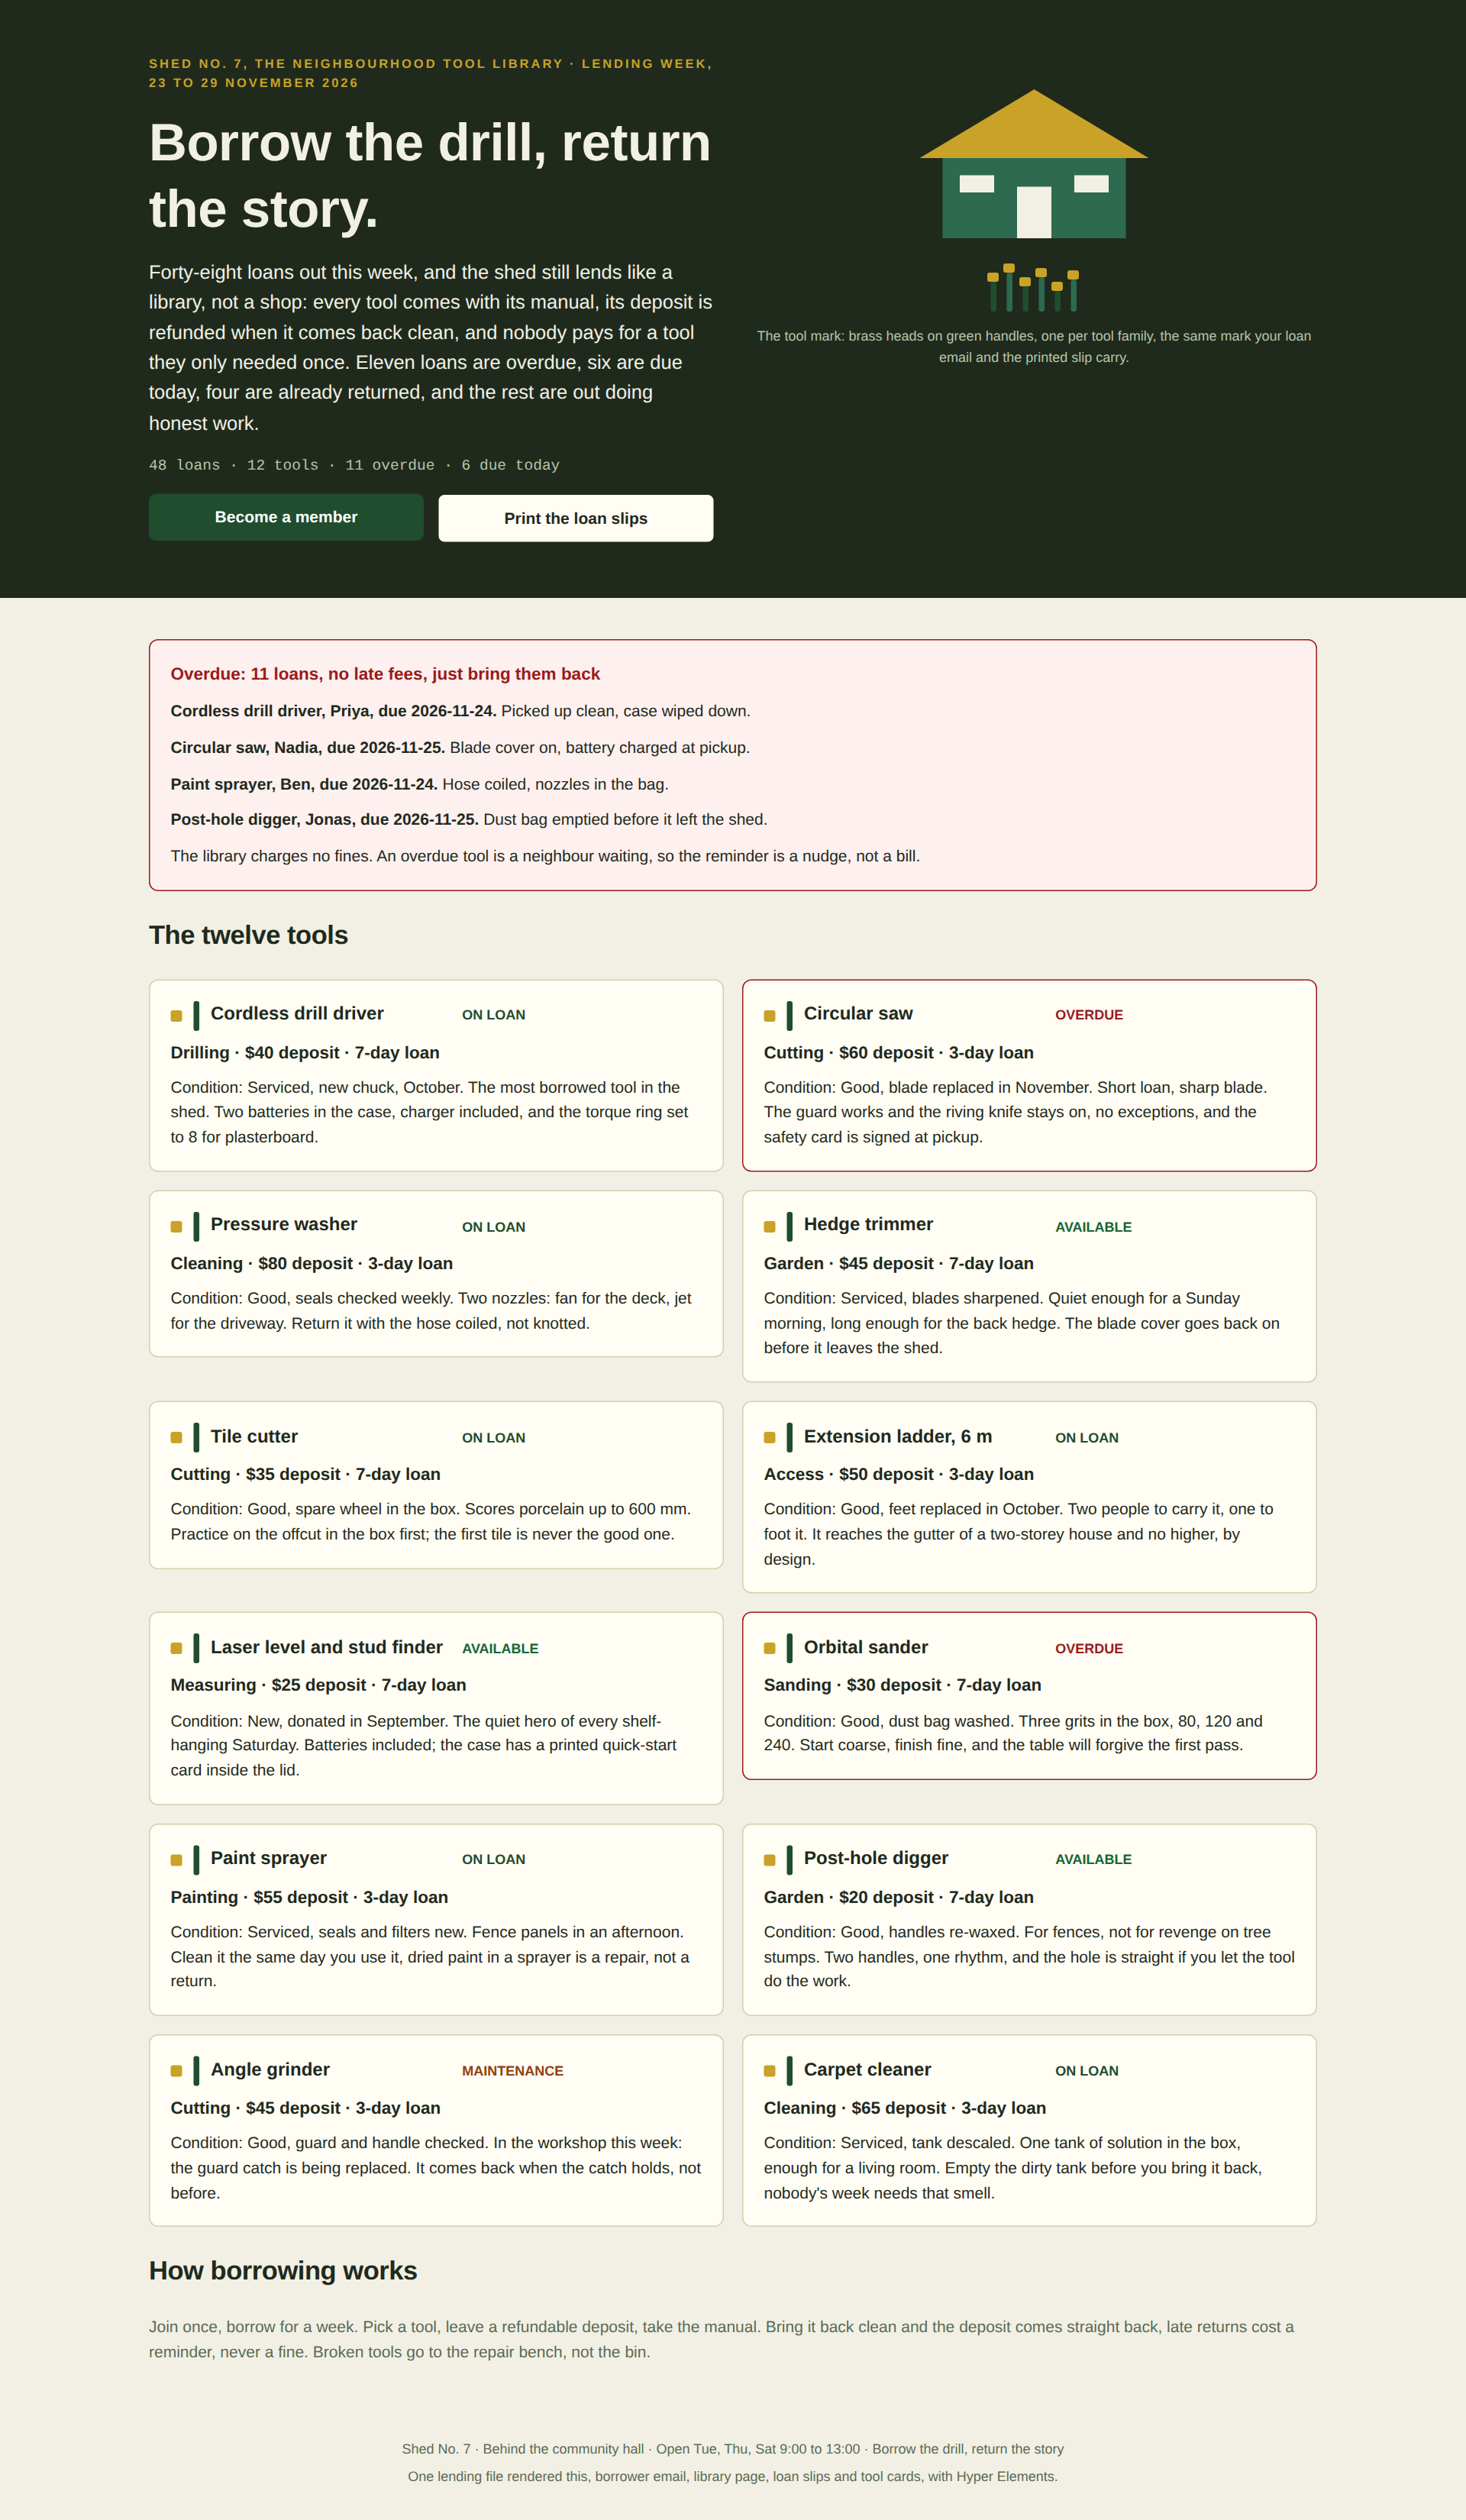 SHED NO. 7, THE NEIGHBOURHOOD TOOL LIBRARY · LENDING WEEK,
23 TO 29 NOVEMBER 2026
Borrow the drill, return
the story.
Forty-eight loans out this week, and the shed still lends like a
library, not a shop: every tool comes with its manual, its deposit is
refunded when it comes back clean, and nobody pays for a tool
they only needed once. Eleven loans are overdue, six are due
today, four are already returned, and the rest are out doing
honest work.
48 loans · 12 tools · 11 overdue · 6 due today
Become a member
Print the loan slips
The tool mark: brass heads on green handles, one per tool family, the same mark your loan
email and the printed slip carry.
Overdue: 11 loans, no late fees, just bring them back
Cordless drill driver, Priya, due 2026-11-24. Picked up clean, case wiped down.
Circular saw, Nadia, due 2026-11-25. Blade cover on, battery charged at pickup.
Paint sprayer, Ben, due 2026-11-24. Hose coiled, nozzles in the bag.
Post-hole digger, Jonas, due 2026-11-25. Dust bag emptied before it left the shed.
The library charges no fines. An overdue tool is a neighbour waiting, so the reminder is a nudge, not a bill.
The twelve tools
Cordless drill driver ON LOAN
Drilling · $40 deposit · 7-day loan
Condition: Serviced, new chuck, October. The most borrowed tool in the
shed. Two batteries in the case, charger included, and the torque ring set
to 8 for plasterboard.
Circular saw OVERDUE
Cutting · $60 deposit · 3-day loan
Condition: Good, blade replaced in November. Short loan, sharp blade.
The guard works and the riving knife stays on, no exceptions, and the
safety card is signed at pickup.
Pressure washer ON LOAN
Cleaning · $80 deposit · 3-day loan
Condition: Good, seals checked weekly. Two nozzles: fan for the deck, jet
for the driveway. Return it with the hose coiled, not knotted.
Hedge trimmer AVAILABLE
Garden · $45 deposit · 7-day loan
Condition: Serviced, blades sharpened. Quiet enough for a Sunday
morning, long enough for the back hedge. The blade cover goes back on
before it leaves the shed.
Tile cutter ON LOAN
Cutting · $35 deposit · 7-day loan
Condition: Good, spare wheel in the box. Scores porcelain up to 600 mm.
Practice on the offcut in the box first; the first tile is never the good one.
Extension ladder, 6 m ON LOAN
Access · $50 deposit · 3-day loan
Condition: Good, feet replaced in October. Two people to carry it, one to
foot it. It reaches the gutter of a two-storey house and no higher, by
design.
Laser level and stud finder AVAILABLE
Measuring · $25 deposit · 7-day loan
Condition: New, donated in September. The quiet hero of every shelf-
hanging Saturday. Batteries included; the case has a printed quick-start
card inside the lid.
Orbital sander OVERDUE
Sanding · $30 deposit · 7-day loan
Condition: Good, dust bag washed. Three grits in the box, 80, 120 and
240. Start coarse, finish fine, and the table will forgive the first pass.
Paint sprayer ON LOAN
Painting · $55 deposit · 3-day loan
Condition: Serviced, seals and filters new. Fence panels in an afternoon.
Clean it the same day you use it, dried paint in a sprayer is a repair, not a
return.
Post-hole digger AVAILABLE
Garden · $20 deposit · 7-day loan
Condition: Good, handles re-waxed. For fences, not for revenge on tree
stumps. Two handles, one rhythm, and the hole is straight if you let the tool
do the work.
Angle grinder MAINTENANCE
Cutting · $45 deposit · 3-day loan
Condition: Good, guard and handle checked. In the workshop this week:
the guard catch is being replaced. It comes back when the catch holds, not
before.
Carpet cleaner ON LOAN
Cleaning · $65 deposit · 3-day loan
Condition: Serviced, tank descaled. One tank of solution in the box,
enough for a living room. Empty the dirty tank before you bring it back,
nobody's week needs that smell.
How borrowing works
Join once, borrow for a week. Pick a tool, leave a refundable deposit, take the manual. Bring it back clean and the deposit comes straight back, late returns cost a
reminder, never a fine. Broken tools go to the repair bench, not the bin.
Shed No. 7 · Behind the community hall · Open Tue, Thu, Sat 9:00 to 13:00 · Borrow the drill, return the story
One lending file rendered this, borrower email, library page, loan slips and tool cards, with Hyper Elements.